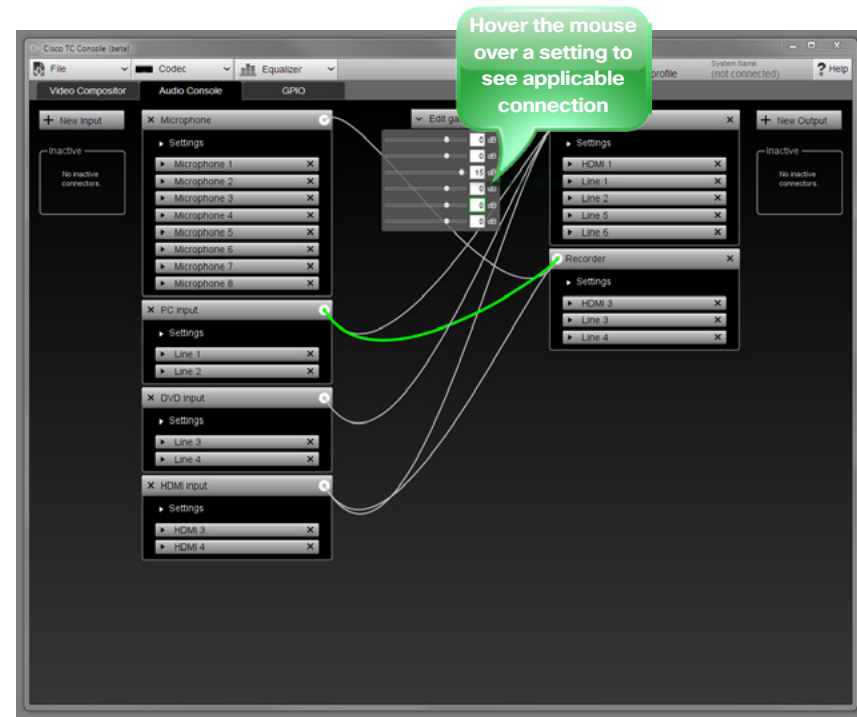 Hover the mouse
over a setting to
see applicable
connection
Cisco TC Console (beta)
File
Codec
Equalizer
profile
System Name:
(not connected)
? Help
Video Compositor
Audio Console
GPIO
+ New Input
Inactive
No inactive
connectors.
× Microphone
Settings
Microphone 1 ×
Microphone 2 ×
Microphone 3 ×
Microphone 4 ×
Microphone 5 ×
Microphone 6 ×
Microphone 7 ×
Microphone 8 ×
× PC input
Settings
Line 1 ×
Line 2 ×
× DVD input
Settings
Line 3 ×
Line 4 ×
× HDMI input
Settings
HDMI 3 ×
HDMI 4 ×
Edit
0 dB
0 dB
15 dB
0 dB
0 dB
0 dB
×
Settings
HDMI 1 ×
Line 1 ×
Line 2 ×
Line 5 ×
Line 6 ×
Recorder ×
Settings
HDMI 3 ×
Line 3 ×
Line 4 ×
+ New Output
Inactive
No inactive
connectors.